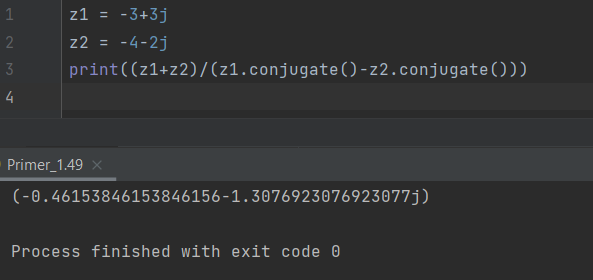 1 z1 = -3+3j
2 z2 = -4-2j
3 print((z1+z2)/(z1.conjugate()-z2.conjugate()))
4
Primer_1.49 ×
(-0.46153846153846156-1.3076923076923077j)
Process finished with exit code 0